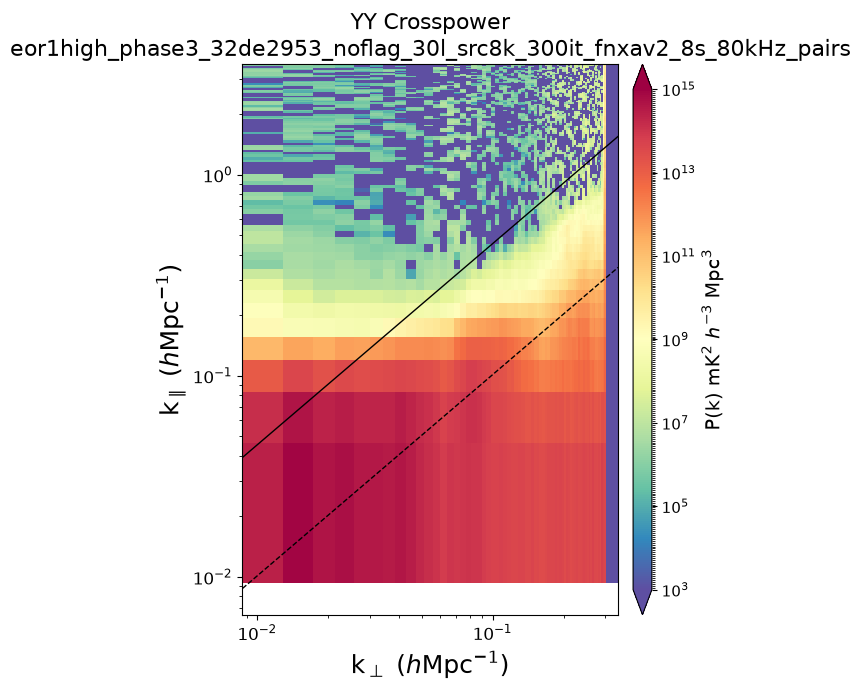 YY Crosspower
eor1high_phase3_32de2953_noflag_30l_src8k_300it_fnxav2_8s_80kHz_pairs
10⁰
10⁻¹
10⁻²
k∥ (hMpc⁻¹)
10⁻²
10⁻¹
k⊥ (hMpc⁻¹)
10¹⁵
10¹³
10¹¹
10⁹
10⁷
10⁵
10³
P(k) mK² h⁻³ Mpc³